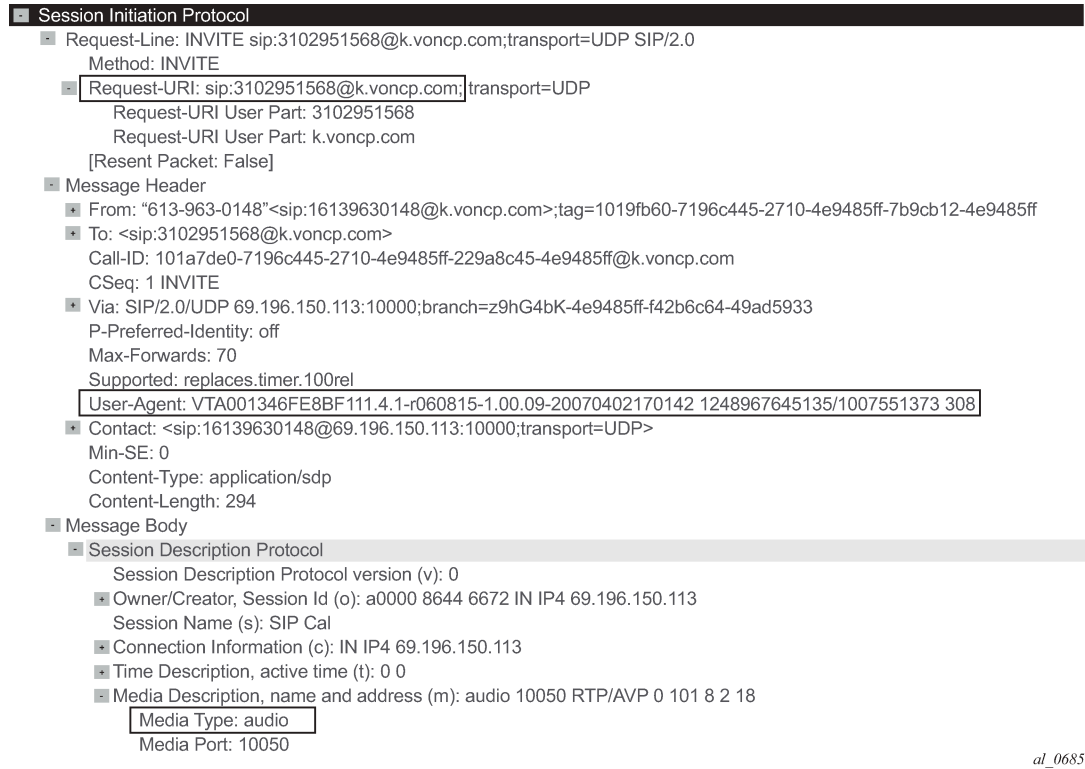 Session Initiation Protocol
Request-Line: INVITE sip:3102951568@k.voncp.com;transport=UDP SIP/2.0
Method: INVITE
Request-URI: sip:3102951568@k.voncp.com; transport=UDP
Request-URI User Part: 3102951568
Request-URI User Part: k.voncp.com
[Resent Packet: False]
Message Header
From: “613-963-0148”<sip:16139630148@k.voncp.com>;tag=1019fb60-7196c445-2710-4e9485ff-7b9cb12-4e9485ff
To: <sip:3102951568@k.voncp.com>
Call-ID: 101a7de0-7196c445-2710-4e9485ff-229a8c45-4e9485ff@k.voncp.com
CSeq: 1 INVITE
Via: SIP/2.0/UDP 69.196.150.113:10000;branch=z9hG4bK-4e9485ff-f42b6c64-49ad5933
P-Preferred-Identity: off
Max-Forwards: 70
Supported: replaces.timer.100rel
User-Agent: VTA001346FE8BF111.4.1-r060815-1.00.09-20070402170142 1248967645135/1007551373 308
Contact: <sip:16139630148@69.196.150.113:10000;transport=UDP>
Min-SE: 0
Content-Type: application/sdp
Content-Length: 294
Message Body
Session Description Protocol
Session Description Protocol version (v): 0
Owner/Creator, Session Id (o): a0000 8644 6672 IN IP4 69.196.150.113
Session Name (s): SIP Cal
Connection Information (c): IN IP4 69.196.150.113
Time Description, active time (t): 0 0
Media Description, name and address (m): audio 10050 RTP/AVP 0 101 8 2 18
Media Type: audio
Media Port: 10050
al_0685